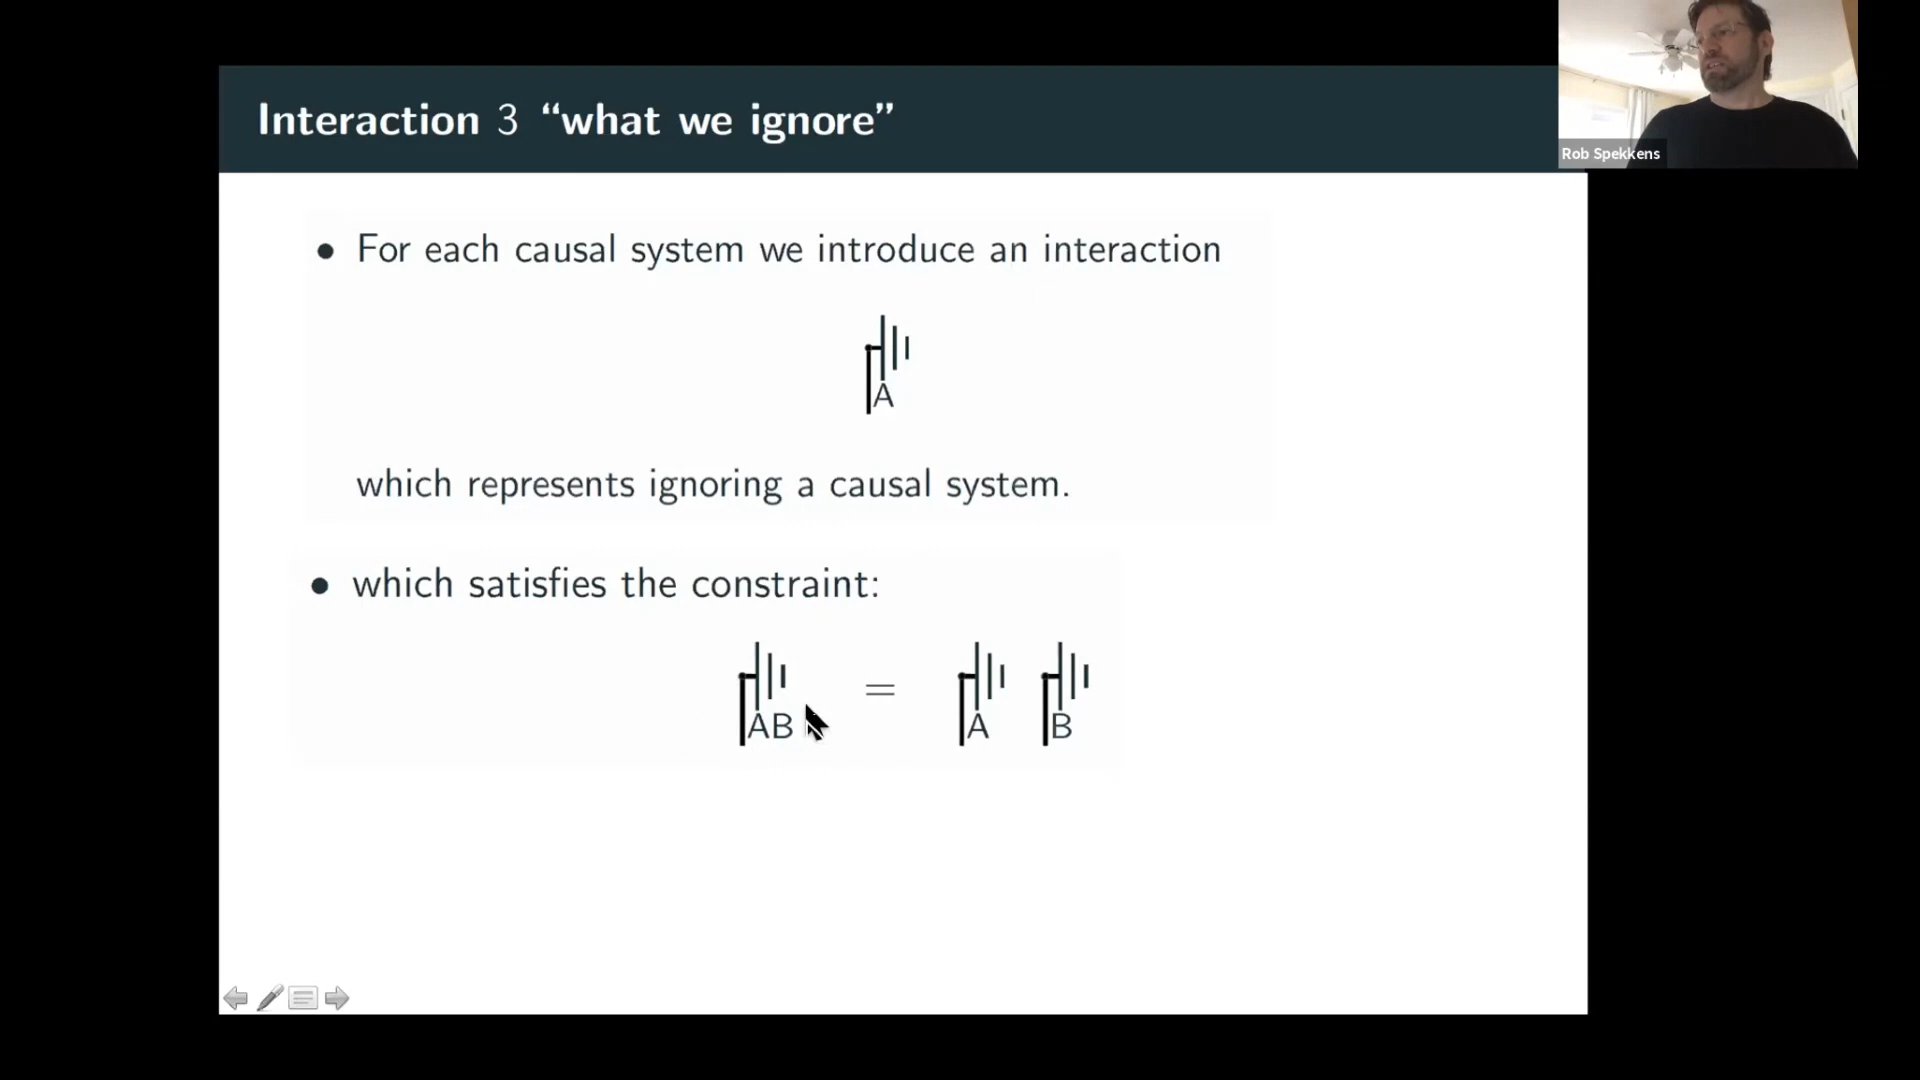 Interaction 3 “what we ignore”
Rob Spekkens
• For each causal system we introduce an interaction
A
which represents ignoring a causal system.
• which satisfies the constraint:
AB = A B